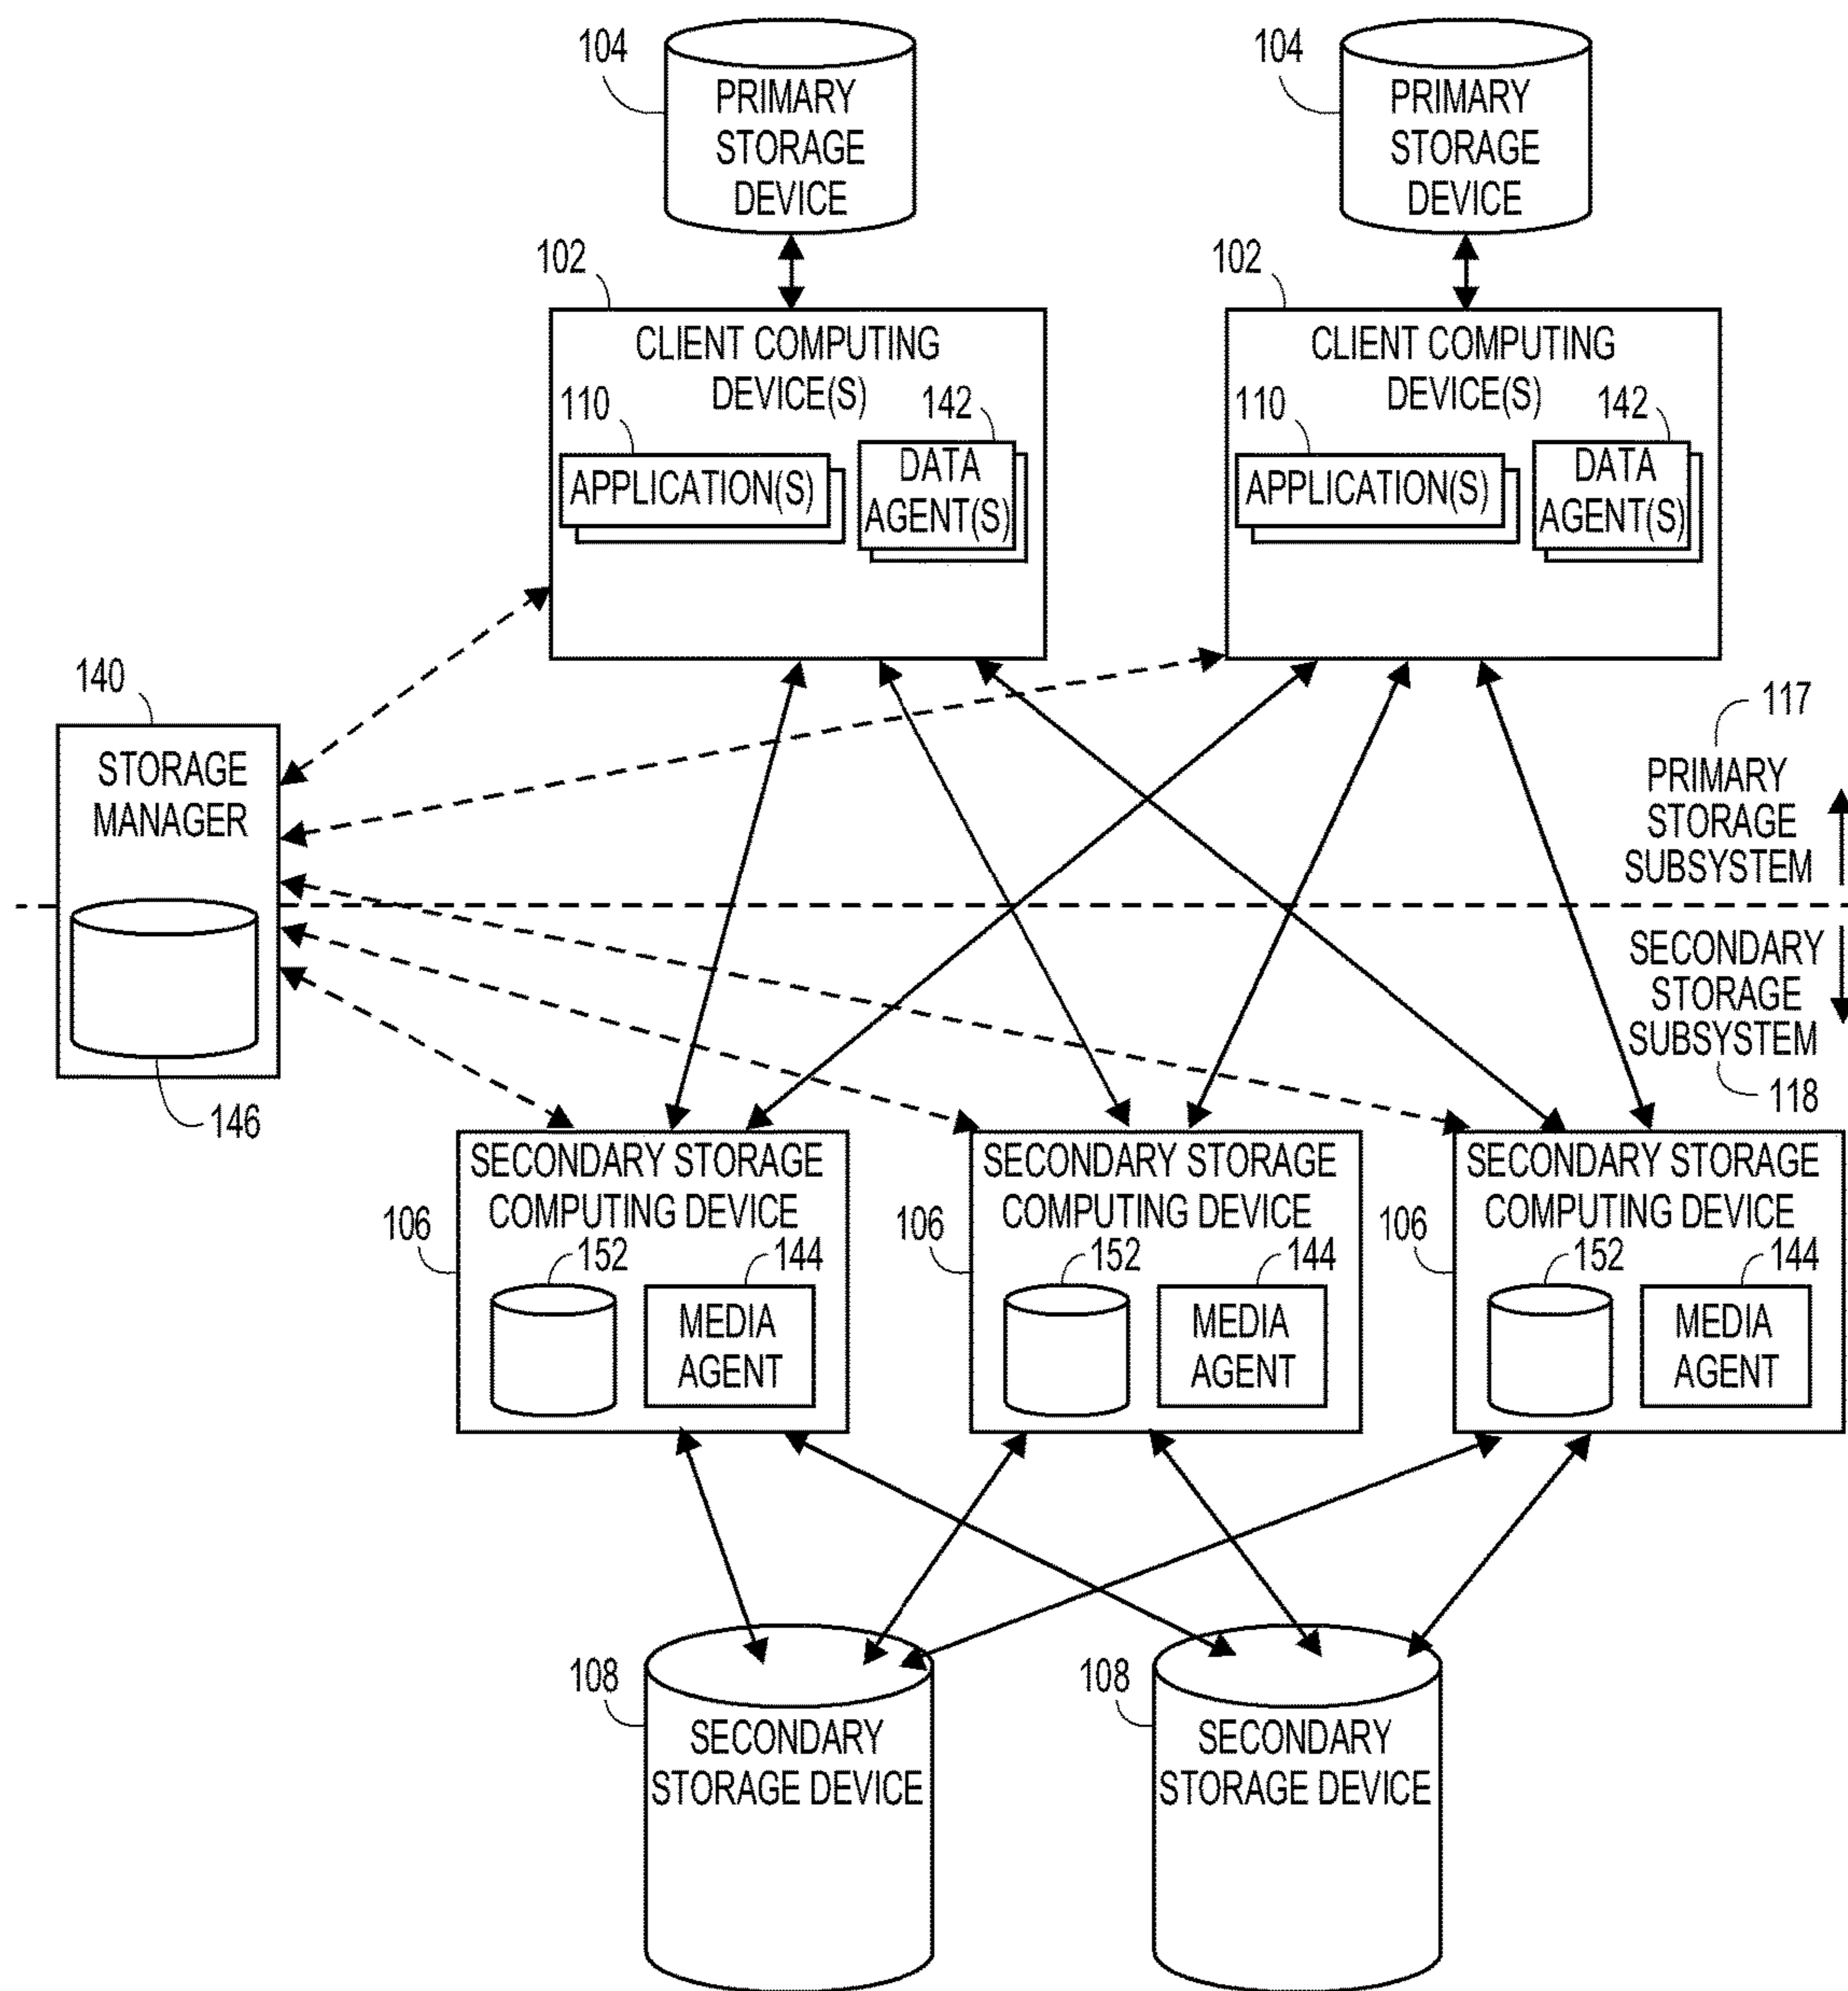 104
PRIMARY
STORAGE
DEVICE
104
PRIMARY
STORAGE
DEVICE
102
CLIENT COMPUTING
DEVICE(S)
110
APPLICATION(S)
142
DATA
AGENT(S)
102
CLIENT COMPUTING
DEVICE(S)
110
APPLICATION(S)
142
DATA
AGENT(S)
140
STORAGE
MANAGER
146
117
PRIMARY
STORAGE
SUBSYSTEM
SECONDARY
STORAGE
SUBSYSTEM
118
106
SECONDARY STORAGE
COMPUTING DEVICE
152
144
MEDIA
AGENT
106
SECONDARY STORAGE
COMPUTING DEVICE
152
144
MEDIA
AGENT
106
SECONDARY STORAGE
COMPUTING DEVICE
152
144
MEDIA
AGENT
108
SECONDARY
STORAGE DEVICE
108
SECONDARY
STORAGE DEVICE